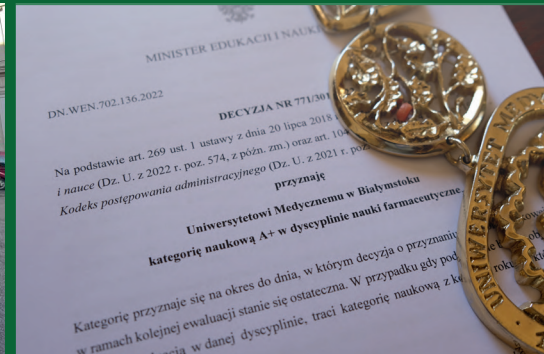 MINISTER EDUKACJI I NAUKI
DN.WEN.702.136.2022
DECYZJA NR 771/301
Na podstawie art. 269 ust. 1 ustawy z dnia 20 lipca 2018
i nauce (Dz. U. z 2022 r. poz. 574, z późn. zm.) oraz art. 104
Kodeks postępowania administracyjnego (Dz. U. z 2021 r. poz.
przyznaję
Uniwersytetowi Medycznemu w Białymstoku
kategorię naukową A+ w dyscyplinie nauki farmaceutyczne.
Kategorię przyznaje się na okres do dnia, w którym decyzja o przyznaniu
w ramach kolejnej ewaluacji stanie się ostateczna. W przypadku gdy pod
w danej dyscyplinie, traci kategorię naukową z
UNIWERSYTET